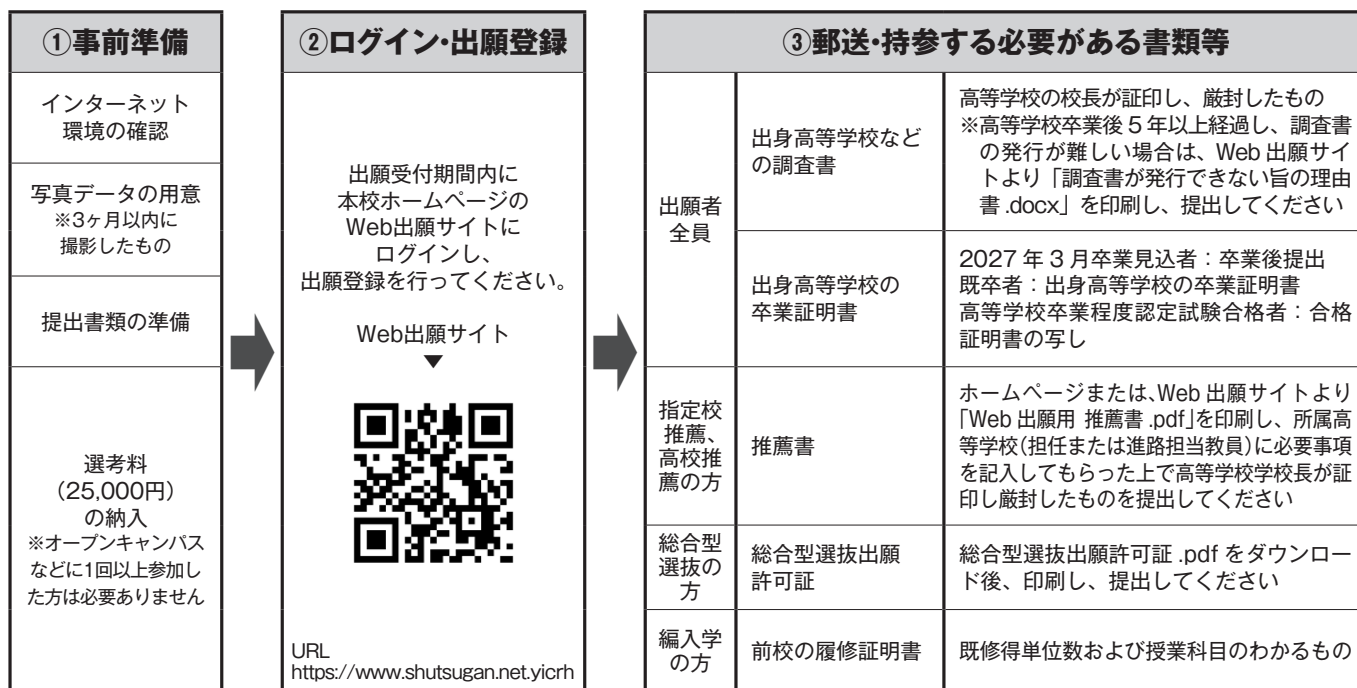 ①事前準備
インターネット
環境の確認
写真データの用意
※3ヶ月以内に
撮影したもの
提出書類の準備
選考料
（25,000円）
の納入
※オープンキャンパス
などに1回以上参加し
た方は必要ありません
②ログイン・出願登録
出願受付期間内に
本校ホームページの
Web出願サイトに
ログインし、
出願登録を行ってください。
Web出願サイト
▼
URL
https://www.shutsugan.net.yicrh
③郵送・持参する必要がある書類等
出願者
全員
出身高等学校など
の調査書
高等学校の校長が証印し、厳封したもの
※高等学校卒業後 5 年以上経過し、調査書
の発行が難しい場合は、Web 出願サイ
トより「調査書が発行できない旨の理由
書 .docx」を印刷し、提出してください
出身高等学校の
卒業証明書
2027 年 3 月卒業見込者：卒業後提出
既卒者：出身高等学校の卒業証明書
高等学校卒業程度認定試験合格者：合格
証明書の写し
指定校
推薦、
高校推
薦の方
推薦書
ホームページまたは、Web 出願サイトより
「Web 出願用 推薦書 .pdf」を印刷し、所属高
等学校（担任または進路担当教員）に必要事項
を記入してもらった上で高等学校学校長が証
印し厳封したものを提出してください
総合型
選抜の
方
総合型選抜出願
許可証
総合型選抜出願許可証 .pdf をダウンロー
ド後、印刷し、提出してください
編入学
の方
前校の履修証明書
既修得単位数および授業科目のわかるもの